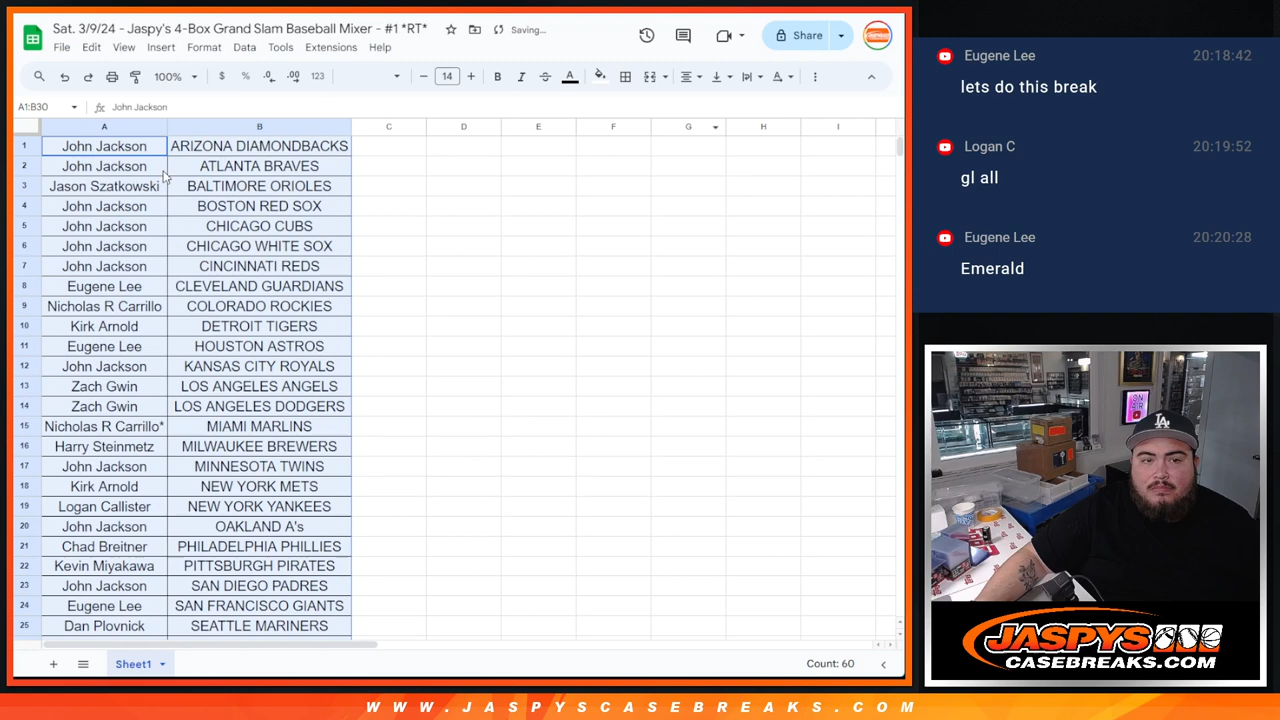 Sat. 3/9/24 - Jaspy's 4-Box Grand Slam Baseball Mixer - #1 *RT*
Saving...
File Edit View Insert Format Data Tools Extensions Help
Share
100% $ % .0 .00 123 14 B I A
A1:B30 fx John Jackson
A B C D E F G H I
1 John Jackson ARIZONA DIAMONDBACKS
2 John Jackson ATLANTA BRAVES
3 Jason Szatkowski BALTIMORE ORIOLES
4 John Jackson BOSTON RED SOX
5 John Jackson CHICAGO CUBS
6 John Jackson CHICAGO WHITE SOX
7 John Jackson CINCINNATI REDS
8 Eugene Lee CLEVELAND GUARDIANS
9 Nicholas R Carrillo COLORADO ROCKIES
10 Kirk Arnold DETROIT TIGERS
11 Eugene Lee HOUSTON ASTROS
12 John Jackson KANSAS CITY ROYALS
13 Zach Gwin LOS ANGELES ANGELS
14 Zach Gwin LOS ANGELES DODGERS
15 Nicholas R Carrillo* MIAMI MARLINS
16 Harry Steinmetz MILWAUKEE BREWERS
17 John Jackson MINNESOTA TWINS
18 Kirk Arnold NEW YORK METS
19 Logan Callister NEW YORK YANKEES
20 John Jackson OAKLAND A's
21 Chad Breitner PHILADELPHIA PHILLIES
22 Kevin Miyakawa PITTSBURGH PIRATES
23 John Jackson SAN DIEGO PADRES
24 Eugene Lee SAN FRANCISCO GIANTS
25 Dan Plovnick SEATTLE MARINERS
Sheet1
Count: 60
Eugene Lee 20:18:42
lets do this break
Logan C 20:19:52
gl all
Eugene Lee 20:20:28
Emerald
ON AIR
LA
JASPYS
CASEBREAKS.COM
WWW.JASPYSCASEBREAKS.COM